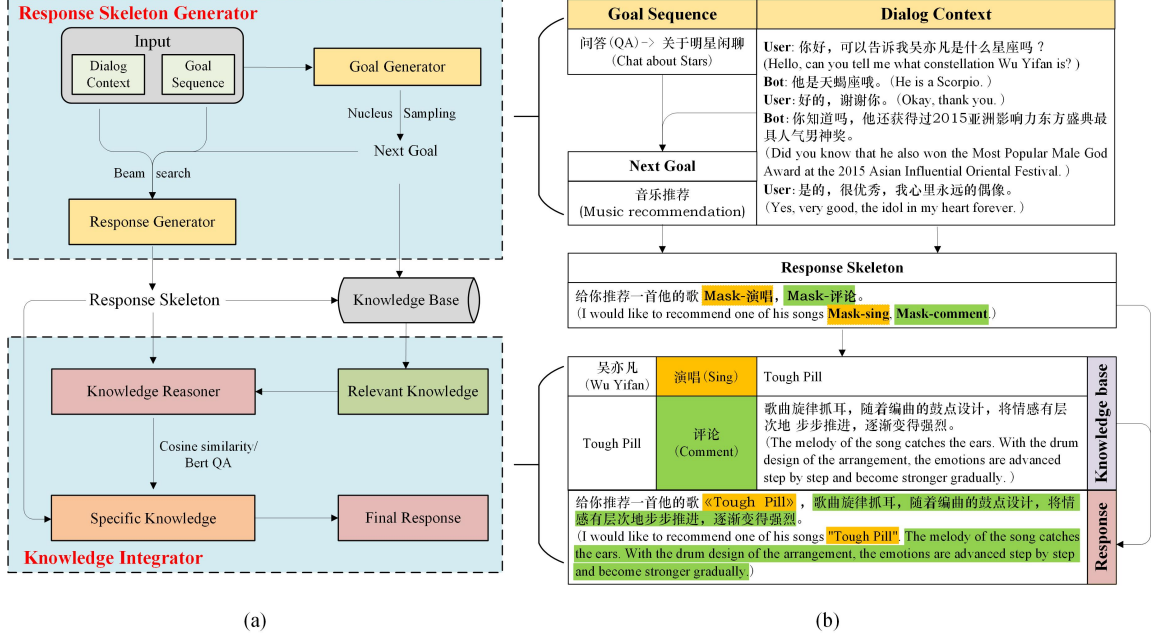 Response Skeleton Generator
Input
Dialog
Context
Goal
Sequence
Goal Generator
Nucleus Sampling
Next Goal
Beam search
Response Generator
Response Skeleton
Knowledge Base
Knowledge Reasoner
Relevant Knowledge
Cosine similarity/
Bert QA
Specific Knowledge
Final Response
Knowledge Integrator
(a)
Goal Sequence
问答(QA)-> 关于明星闲聊
(Chat about Stars)
Next Goal
音乐推荐
(Music recommendation)
Dialog Context
User: 你好，可以告诉我吴亦凡是什么星座吗？
(Hello, can you tell me what constellation Wu Yifan is? )
Bot: 他是天蝎座哦。(He is a Scorpio. )
User: 好的，谢谢你。(Okay, thank you. )
Bot: 你知道吗，他还获得过2015亚洲影响力东方盛典最
具人气男神奖。
(Did you know that he also won the Most Popular Male God
Award at the 2015 Asian Influential Oriental Festival. )
User: 是的，很优秀，我心里永远的偶像。
(Yes, very good, the idol in my heart forever. )
Response Skeleton
给你推荐一首他的歌 Mask-演唱，Mask-评论。
(I would like to recommend one of his songs Mask-sing, Mask-comment.)
吴亦凡
(Wu Yifan)
演唱(Sing)
Tough Pill
Tough Pill
评论
(Comment)
歌曲旋律抓耳，随着编曲的鼓点设计，将情感有层
次地 步步推进，逐渐变得强烈。
(The melody of the song catches the ears. With the drum
design of the arrangement, the emotions are advanced
step by step and become stronger gradually. )
Knowledge base
给你推荐一首他的歌 《Tough Pill》 ，歌曲旋律抓耳，随着编曲的鼓点设计，将情
感有层次地步步推进，逐渐变得强烈。
(I would like to recommend one of his songs "Tough Pill". The melody of the song catches
the ears. With the drum design of the arrangement, the emotions are advanced step by step
and become stronger gradually.)
Response
(b)